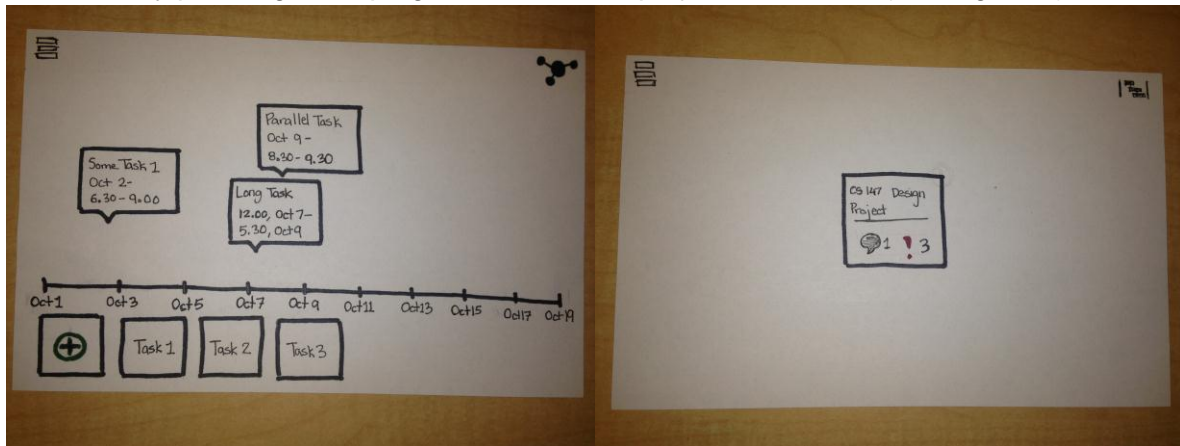 Parallel Task
Oct 9 -
8.30 - 9.30
Some Task 1
Oct 2-
6.30 - 9.00
Long Task
12.00, Oct 7-
5.30, Oct 9
Oct 1 Oct 3 Oct 5 Oct 7 Oct 9 Oct 11 Oct 13 Oct 15 Oct 17 Oct 19
Task 1 Task 2 Task 3
CS 147 Design
Project
1 ! 3